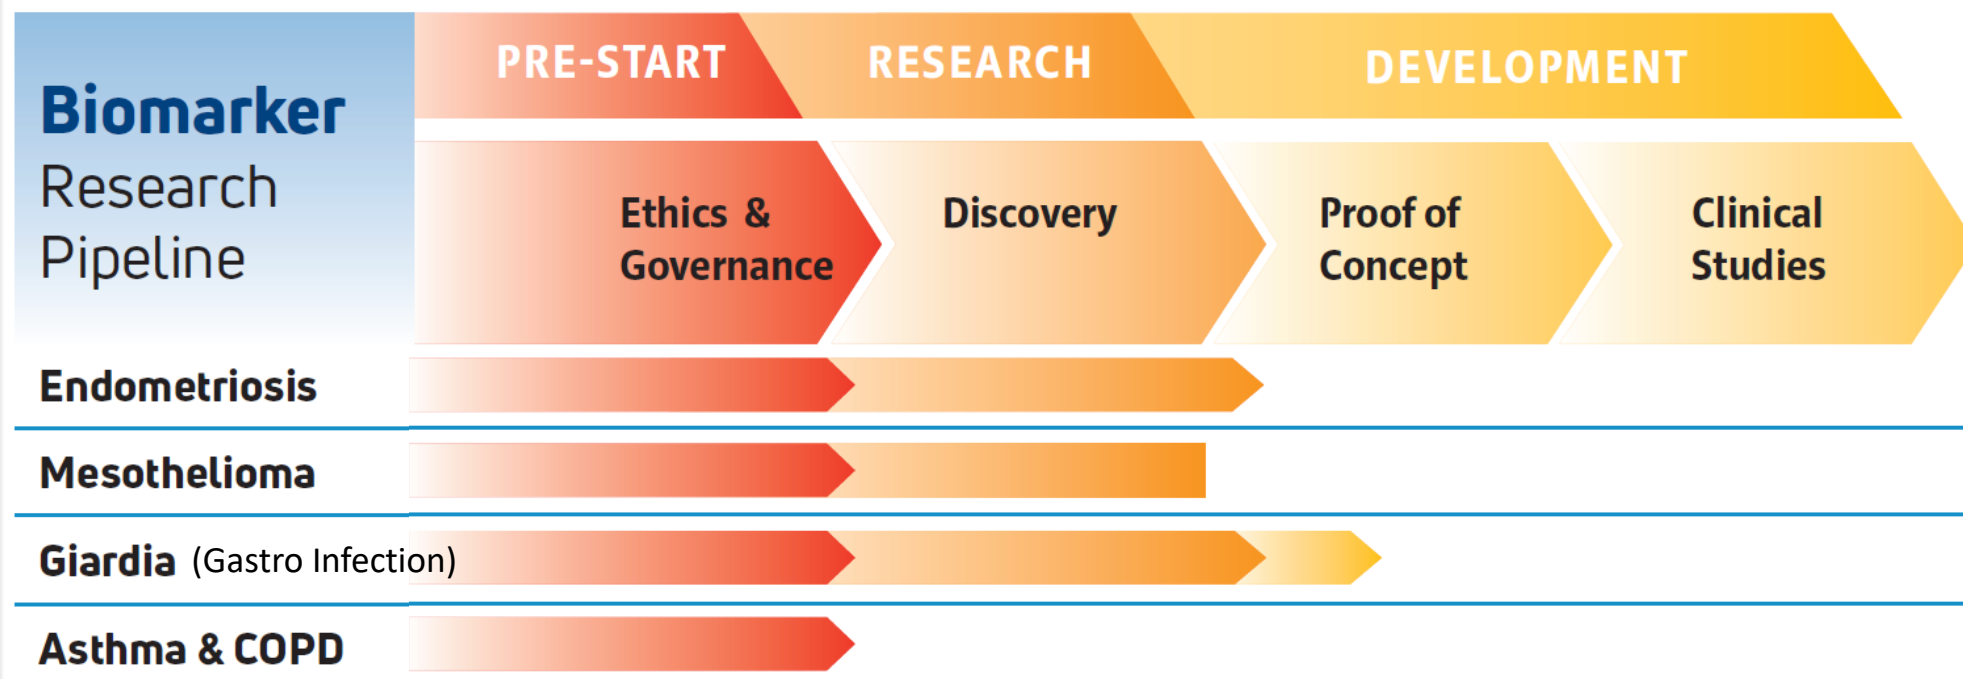 Biomarker
Research
Pipeline
PRE-START
RESEARCH
DEVELOPMENT
Ethics &
Governance
Discovery
Proof of
Concept
Clinical
Studies
Endometriosis
Mesothelioma
Giardia (Gastro Infection)
Asthma & COPD